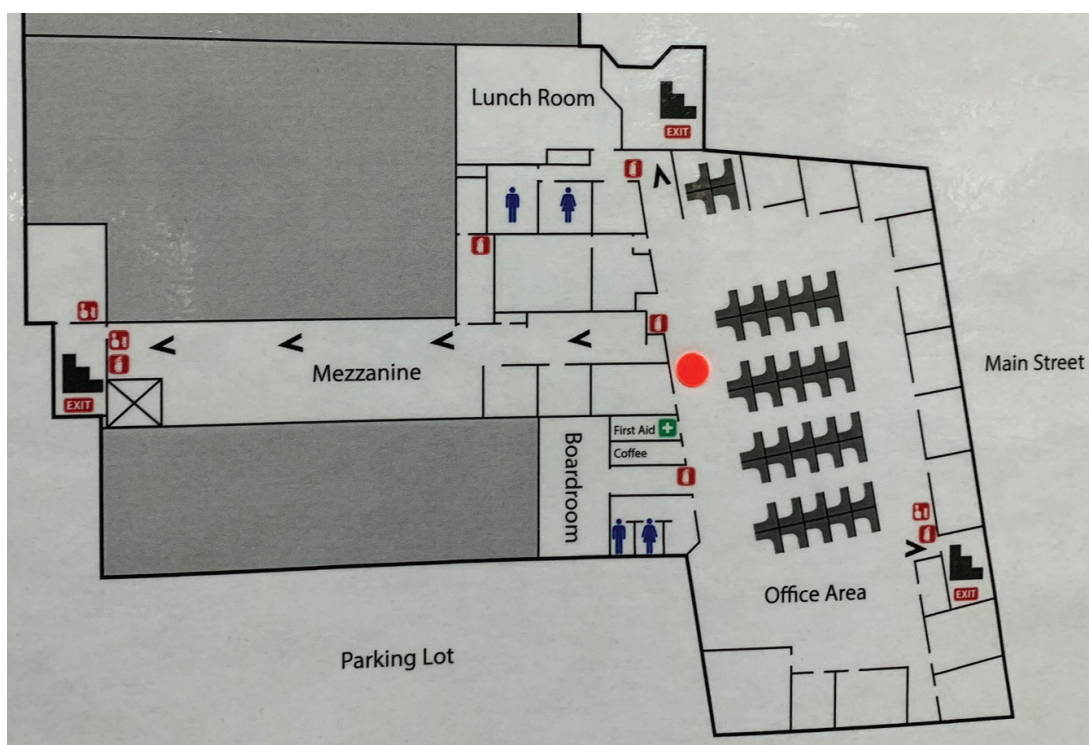 Lunch Room
EXIT
Main Street
Mezzanine
EXIT
First Aid
Coffee
Boardroom
EXIT
Office Area
Parking Lot